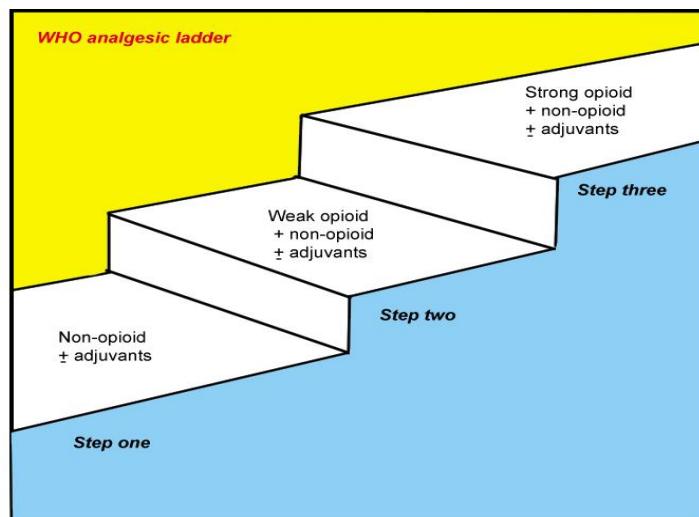 WHO analgesic ladder
Strong opioid
+ non-opioid
± adjuvants
Step three
Weak opioid
+ non-opioid
± adjuvants
Step two
Non-opioid
± adjuvants
Step one